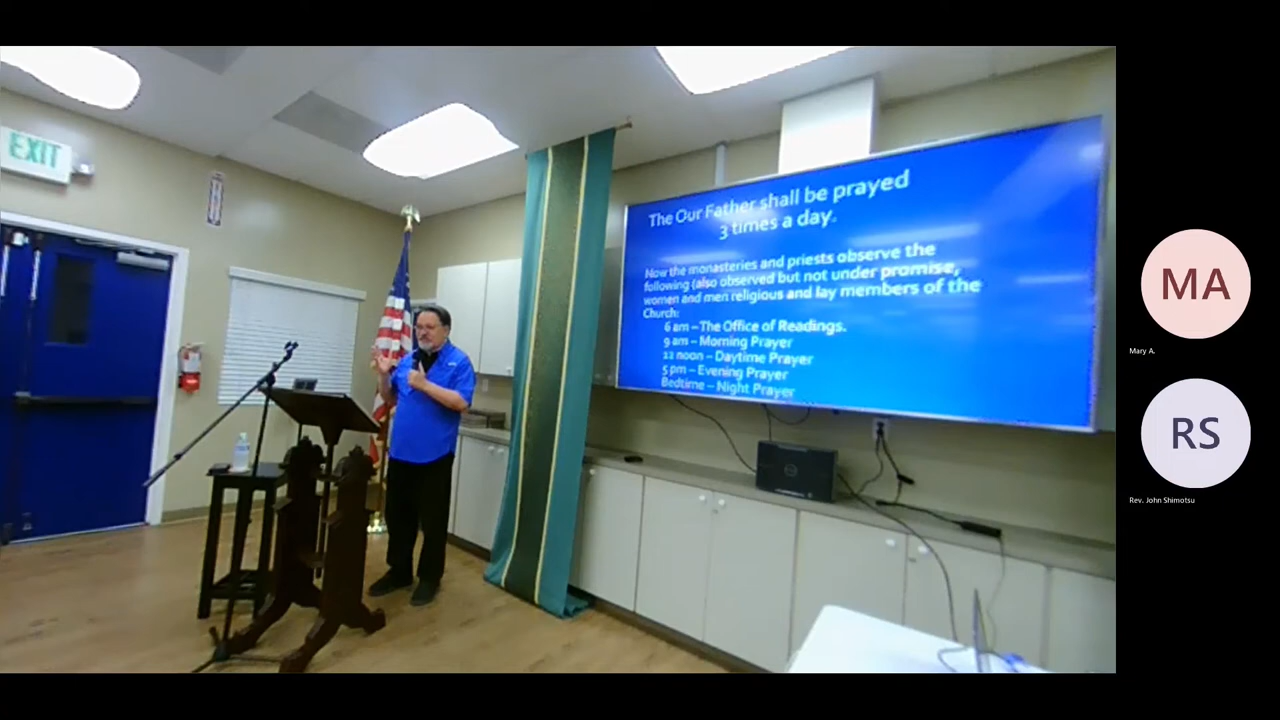 EXIT
The Our Father shall be prayed
3 times a day.
Now the monasteries and priests observe the
following (also observed but not under promise,
women and men religious and lay members of the
Church:
6 am – The Office of Readings.
9 am – Morning Prayer
12 noon – Daytime Prayer
5 pm – Evening Prayer
Bedtime – Night Prayer
MA
Mary A.
RS
Rev. John Shimotsu